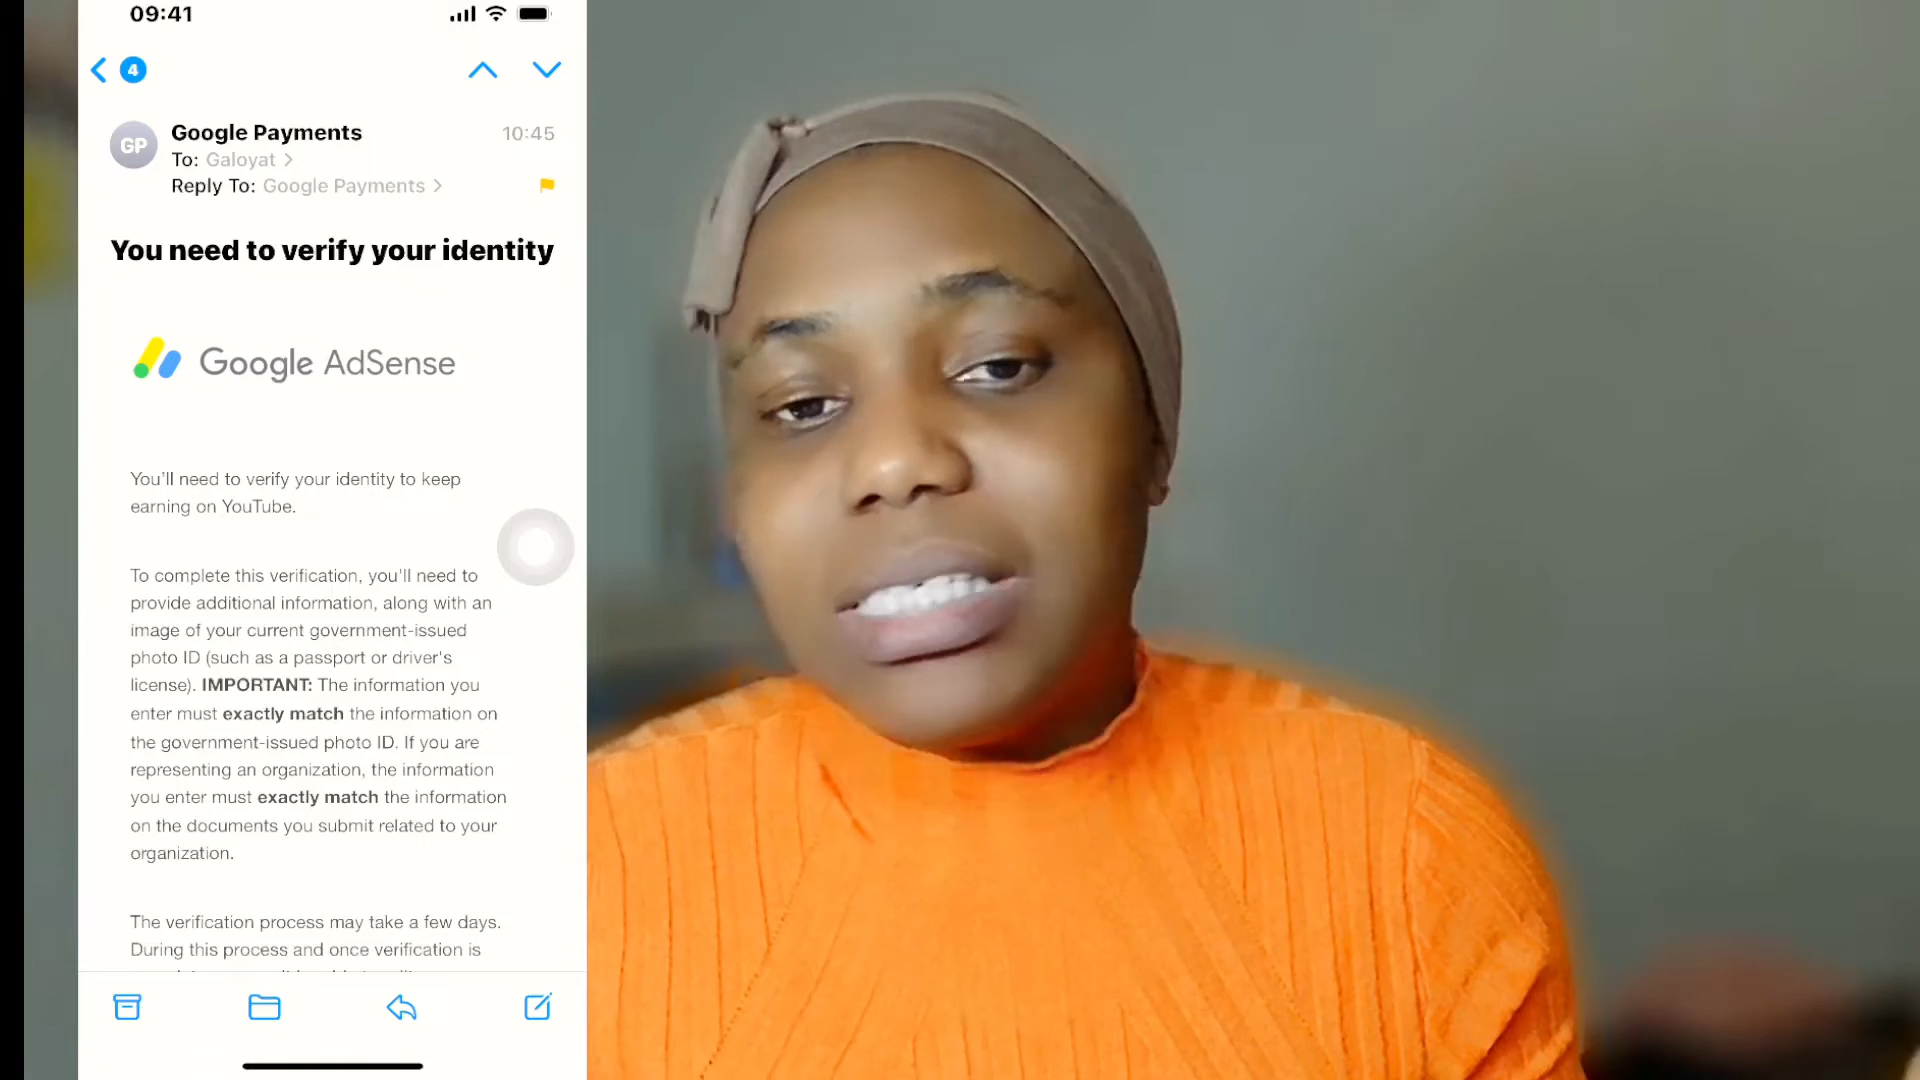 09:41
4
GP
Google Payments
10:45
To: Galoyat
Reply To: Google Payments
You need to verify your identity
Google AdSense
You'll need to verify your identity to keep
earning on YouTube.
To complete this verification, you'll need to
provide additional information, along with an
image of your current government-issued
photo ID (such as a passport or driver's
license). IMPORTANT: The information you
enter must exactly match the information on
the government-issued photo ID. If you are
representing an organization, the information
you enter must exactly match the information
on the documents you submit related to your
organization.
The verification process may take a few days.
During this process and once verification is